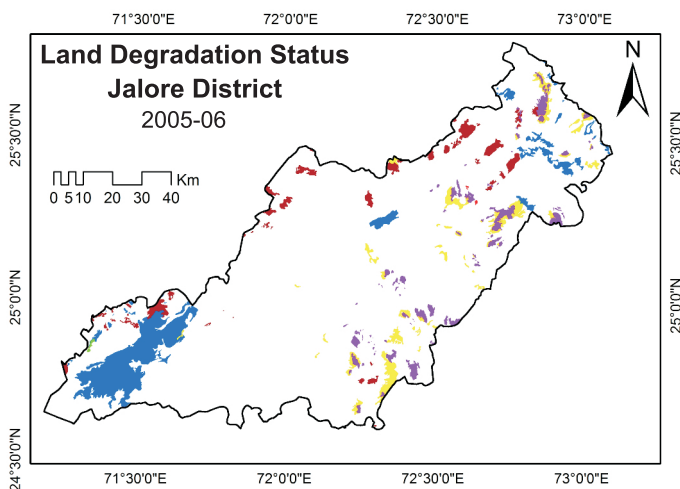 71°30'0"E 72°0'0"E 72°30'0"E 73°0'0"E
Land Degradation Status
Jalore District
2005-06
N
25°30'0"N 25°30'0"N
Km
0 5 10 20 30 40
25°0'0"N 25°0'0"N
24°30'0"N
71°30'0"E 72°0'0"E 72°30'0"E 73°0'0"E